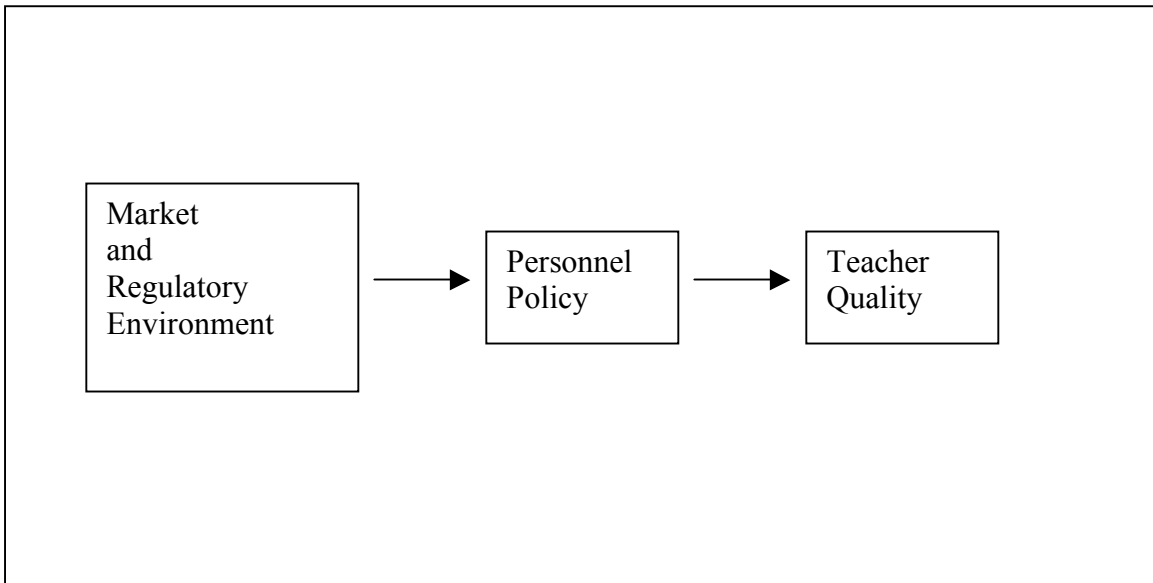 Market
and
Regulatory
Environment
Personnel
Policy
Teacher
Quality